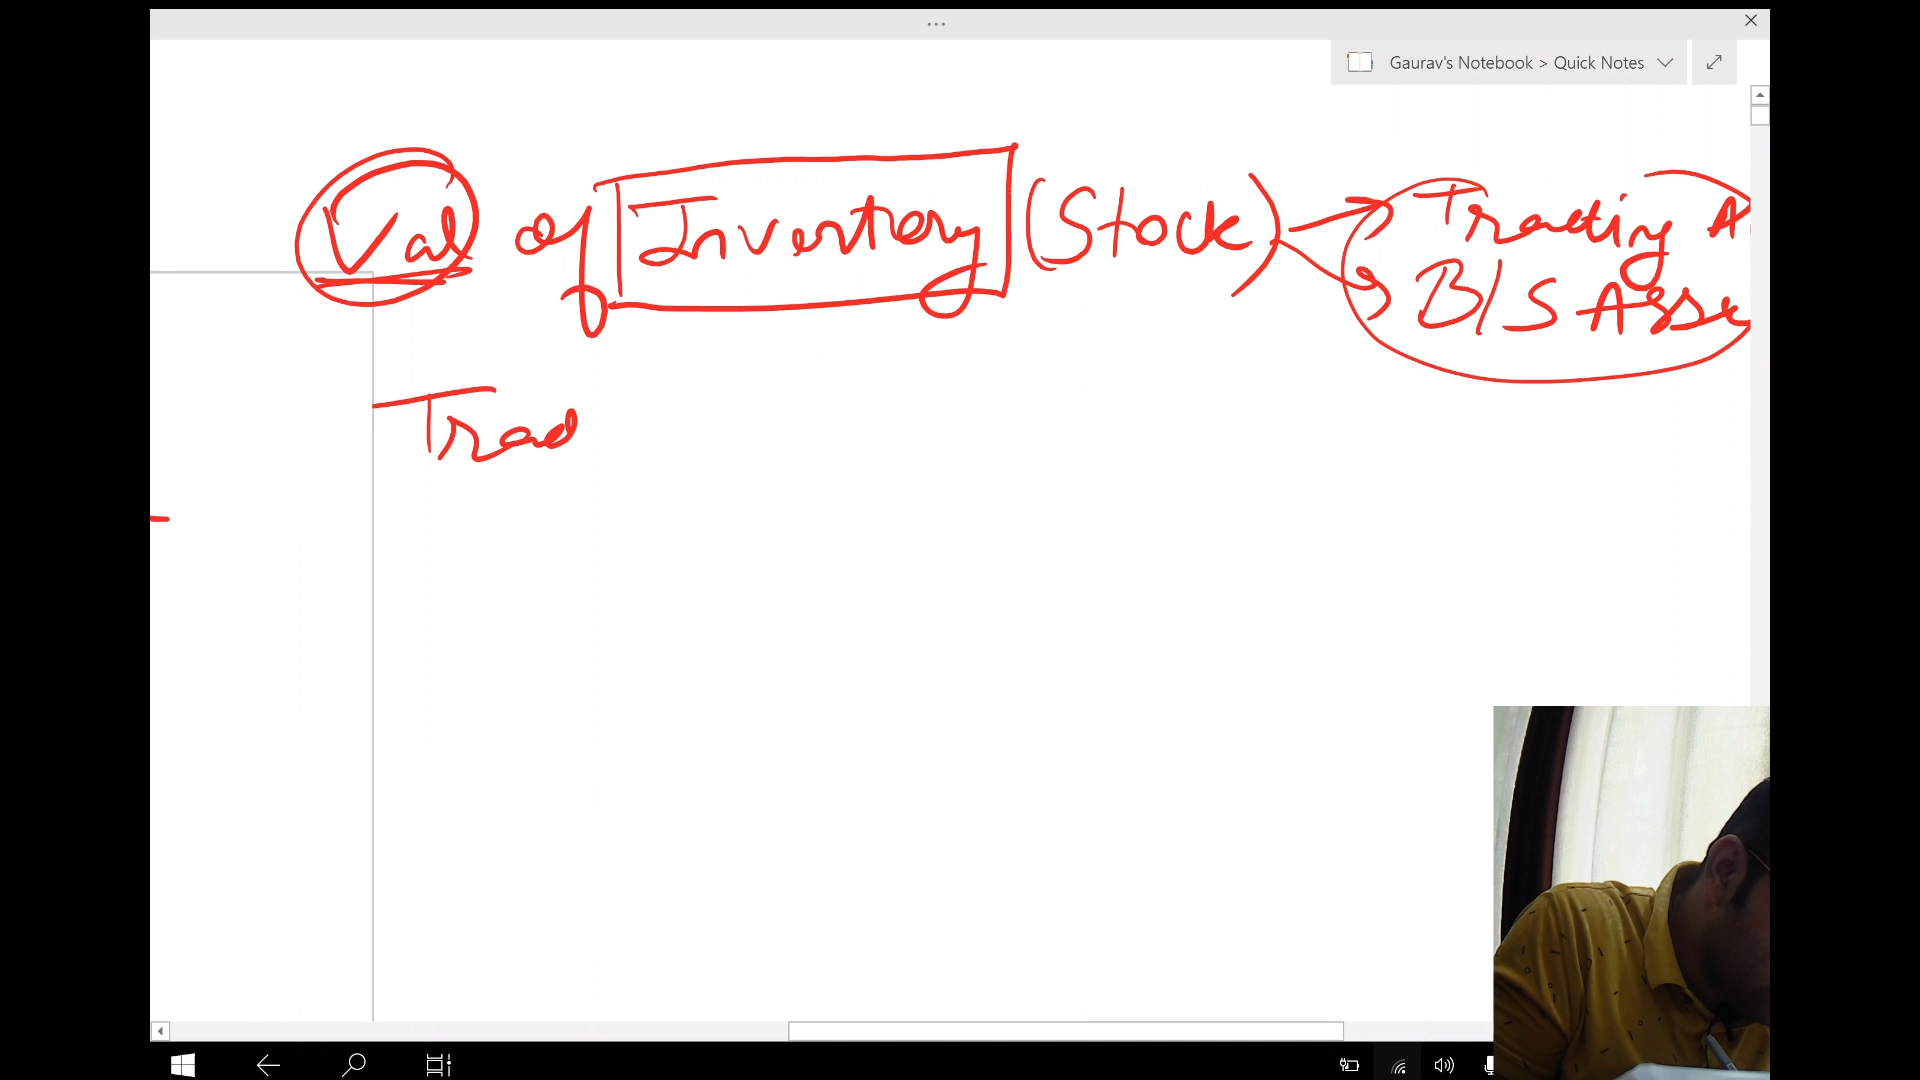 Gaurav's Notebook > Quick Notes
Val of Inventory (Stock)
Trading A
B/S Asse
Trad